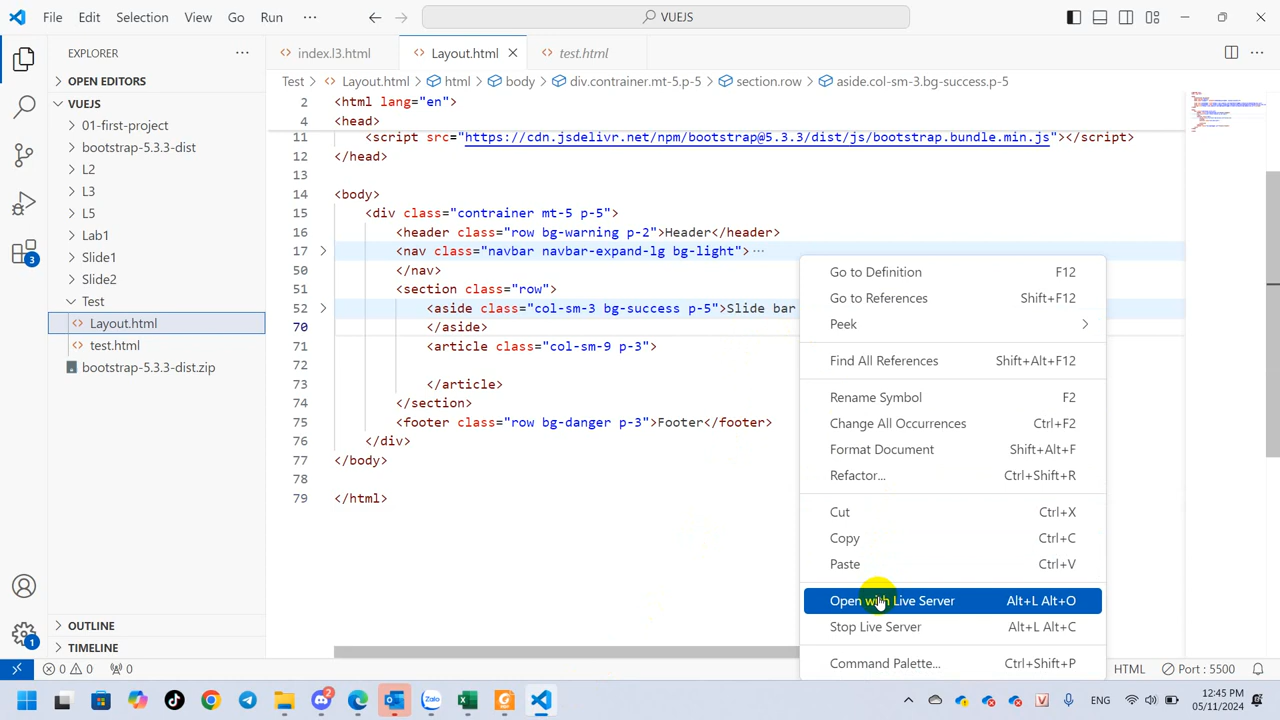 File Edit Selection View Go Run ··· VUEJS
EXPLORER ···
index.l3.html Layout.html test.html
OPEN EDITORS
Test > Layout.html > html > body > div.contrainer.mt-5.p-5 > section.row > aside.col-sm-3.bg-success.p-5
VUEJS
01-first-project
bootstrap-5.3.3-dist
L2
L3
L5
Lab1
Slide1
Slide2
Test
Layout.html
test.html
bootstrap-5.3.3-dist.zip
OUTLINE
TIMELINE
3
1
2 <html lang="en">
4 <head>
11 <script src="https://cdn.jsdelivr.net/npm/bootstrap@5.3.3/dist/js/bootstrap.bundle.min.js"></script>
12 </head>
13
14 <body>
15 <div class="contrainer mt-5 p-5">
16 <header class="row bg-warning p-2">Header</header>
17 <nav class="navbar navbar-expand-lg bg-light">···
50 </nav>
51 <section class="row">
52 <aside class="col-sm-3 bg-success p-5">Slide bar
70 </aside>
71 <article class="col-sm-9 p-3">
72
73 </article>
74 </section>
75 <footer class="row bg-danger p-3">Footer</footer>
76 </div>
77 </body>
78
79 </html>
Go to Definition F12
Go to References Shift+F12
Peek
Find All References Shift+Alt+F12
Rename Symbol F2
Change All Occurrences Ctrl+F2
Format Document Shift+Alt+F
Refactor... Ctrl+Shift+R
Cut Ctrl+X
Copy Ctrl+C
Paste Ctrl+V
Open with Live Server Alt+L Alt+O
Stop Live Server Alt+L Alt+C
Command Palette... Ctrl+Shift+P
0 0 0 HTML Port : 5500
2 Zalo ENG 12:45 PM
05/11/2024